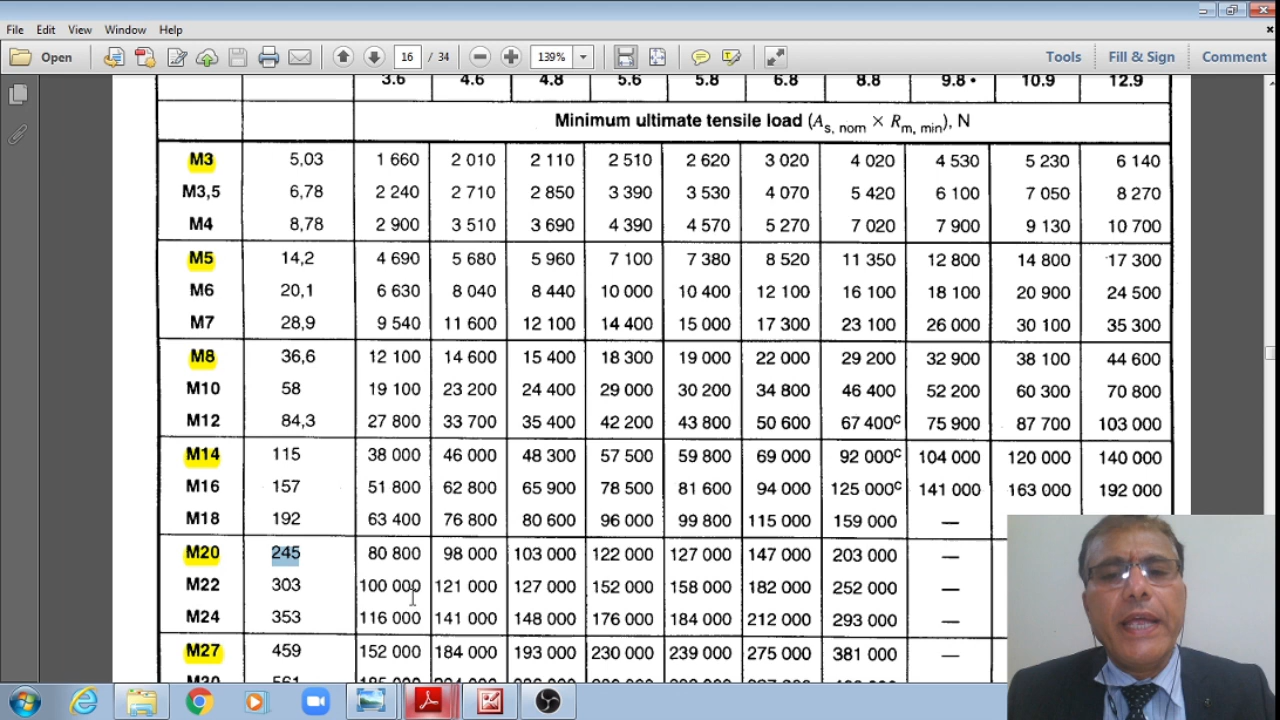 File Edit View Window Help
Open 16 / 34 139% Tools Fill & Sign Comment
3.6 4.6 4.8 5.6 5.8 6.8 8.8 9.8 • 10.9 12.9
Minimum ultimate tensile load (As, nom × Rm, min), N
M3 5,03 1 660 2 010 2 110 2 510 2 620 3 020 4 020 4 530 5 230 6 140
M3,5 6,78 2 240 2 710 2 850 3 390 3 530 4 070 5 420 6 100 7 050 8 270
M4 8,78 2 900 3 510 3 690 4 390 4 570 5 270 7 020 7 900 9 130 10 700
M5 14,2 4 690 5 680 5 960 7 100 7 380 8 520 11 350 12 800 14 800 17 300
M6 20,1 6 630 8 040 8 440 10 000 10 400 12 100 16 100 18 100 20 900 24 500
M7 28,9 9 540 11 600 12 100 14 400 15 000 17 300 23 100 26 000 30 100 35 300
M8 36,6 12 100 14 600 15 400 18 300 19 000 22 000 29 200 32 900 38 100 44 600
M10 58 19 100 23 200 24 400 29 000 30 200 34 800 46 400 52 200 60 300 70 800
M12 84,3 27 800 33 700 35 400 42 200 43 800 50 600 67 400c 75 900 87 700 103 000
M14 115 38 000 46 000 48 300 57 500 59 800 69 000 92 000c 104 000 120 000 140 000
M16 157 51 800 62 800 65 900 78 500 81 600 94 000 125 000c 141 000 163 000 192 000
M18 192 63 400 76 800 80 600 96 000 99 800 115 000 159 000 —
M20 245 80 800 98 000 103 000 122 000 127 000 147 000 203 000 —
M22 303 100 000 121 000 127 000 152 000 158 000 182 000 252 000 —
M24 353 116 000 141 000 148 000 176 000 184 000 212 000 293 000 —
M27 459 152 000 184 000 193 000 230 000 239 000 275 000 381 000 —
M30 561